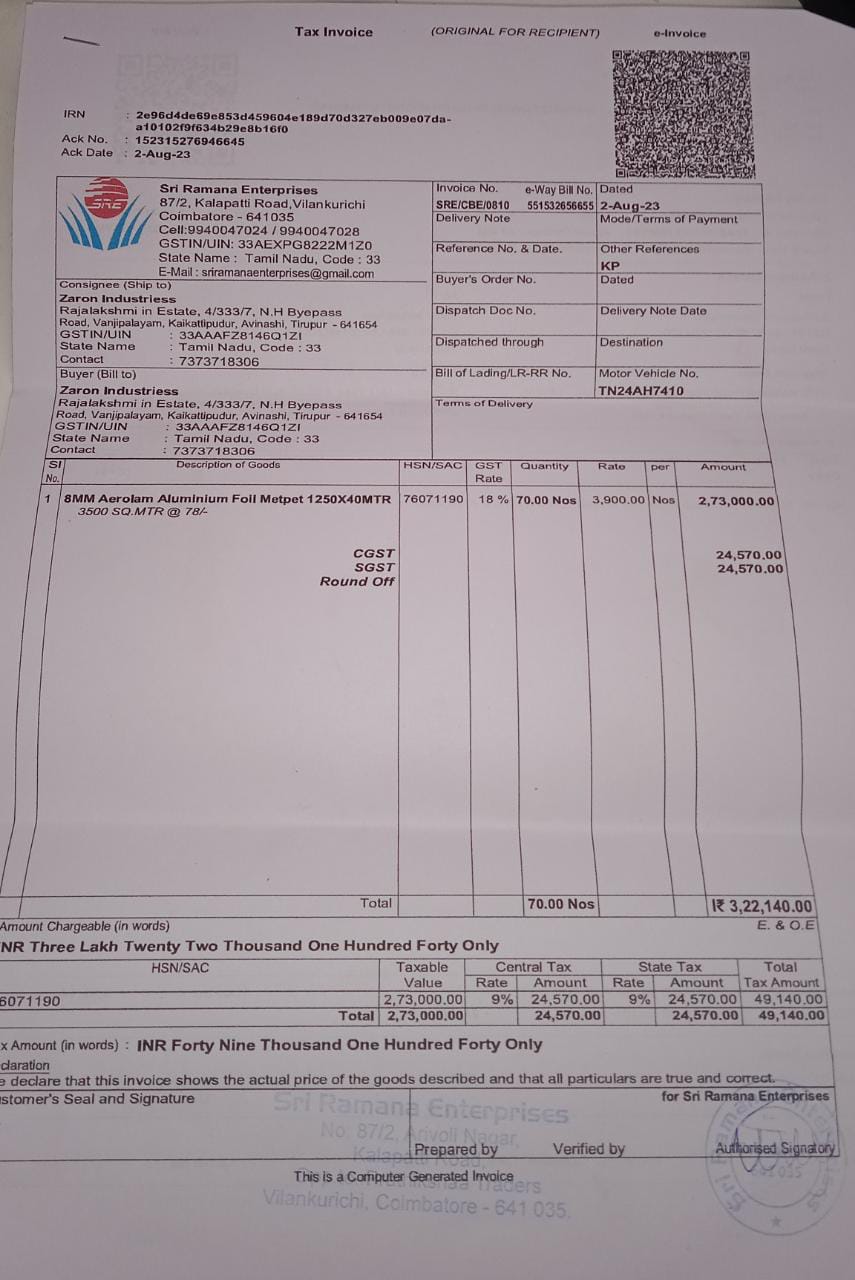 Tax Invoice (ORIGINAL FOR RECIPIENT) e-Invoice
IRN : 2e96d4de69e853d459604e189d70d327eb009e07da-
a10102f9f634b29e8b16f0
Ack No. : 152315276946645
Ack Date : 2-Aug-23
SRE
Sri Ramana Enterprises
87/2, Kalapatti Road,Vilankurichi
Coimbatore - 641035
Cell:9940047024 / 9940047028
GSTIN/UIN: 33AEXPG8222M1Z0
State Name : Tamil Nadu, Code : 33
E-Mail : sriramanaenterprises@gmail.com
Invoice No. e-Way Bill No. Dated
SRE/CBE/0810 551532656655 2-Aug-23
Delivery Note Mode/Terms of Payment
Reference No. & Date. Other References
KP
Buyer's Order No. Dated
Dispatch Doc No. Delivery Note Date
Dispatched through Destination
Bill of Lading/LR-RR No. Motor Vehicle No.
TN24AH7410
Terms of Delivery
Consignee (Ship to)
Zaron Industriess
Rajalakshmi in Estate, 4/333/7, N.H Byepass
Road, Vanjipalayam, Kaikattipudur, Avinashi, Tirupur - 641654
GSTIN/UIN : 33AAAFZ8146Q1ZI
State Name : Tamil Nadu, Code : 33
Contact : 7373718306
Buyer (Bill to)
Zaron Industriess
Rajalakshmi in Estate, 4/333/7, N.H Byepass
Road, Vanjipalayam, Kaikattipudur, Avinashi, Tirupur - 641654
GSTIN/UIN : 33AAAFZ8146Q1ZI
State Name : Tamil Nadu, Code : 33
Contact : 7373718306
Sl Description of Goods HSN/SAC GST Quantity Rate per Amount
No. Rate
1 8MM Aerolam Aluminium Foil Metpet 1250X40MTR 76071190 18 % 70.00 Nos 3,900.00 Nos 2,73,000.00
3500 SQ.MTR @ 78/-
CGST 24,570.00
SGST 24,570.00
Round Off
Total 70.00 Nos I₹ 3,22,140.00
Amount Chargeable (in words) E. & O.E
NR Three Lakh Twenty Two Thousand One Hundred Forty Only
HSN/SAC Taxable Central Tax State Tax Total
Value Rate Amount Rate Amount Tax Amount
6071190 2,73,000.00 9% 24,570.00 9% 24,570.00 49,140.00
Total 2,73,000.00 24,570.00 24,570.00 49,140.00
x Amount (in words) : INR Forty Nine Thousand One Hundred Forty Only
claration
e declare that this invoice shows the actual price of the goods described and that all particulars are true and correct.
stomer's Seal and Signature for Sri Ramana Enterprises
Sri Ramana Enterprises
No. 87/2, Arivoli Nagar,
Prepared by Verified by Authorised Signatory
This is a Computer Generated Invoice
Traders
Vilankurichi, Coimbatore - 641 035.